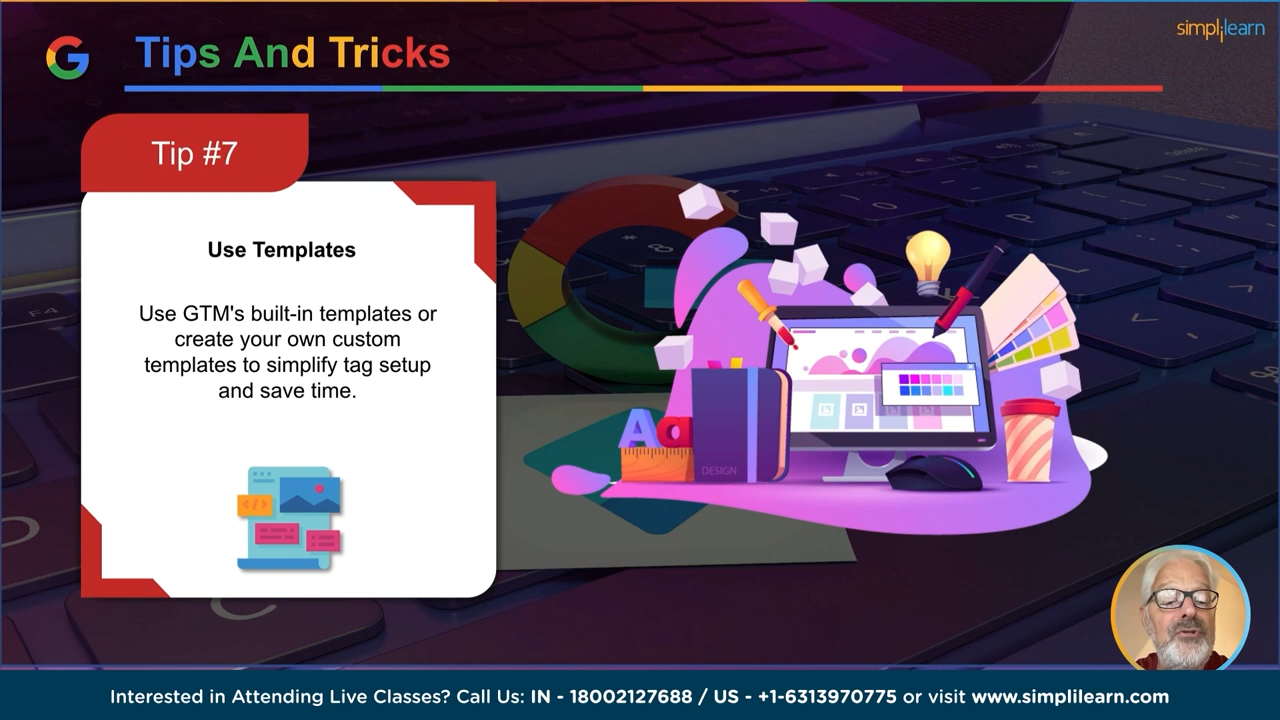 simplilearn
Tips And Tricks
Tip #7
Use Templates
Use GTM's built-in templates or
create your own custom
templates to simplify tag setup
and save time.
Aa
DESIGN
Interested in Attending Live Classes? Call Us: IN - 18002127688 / US - +1-6313970775 or visit www.simplilearn.com